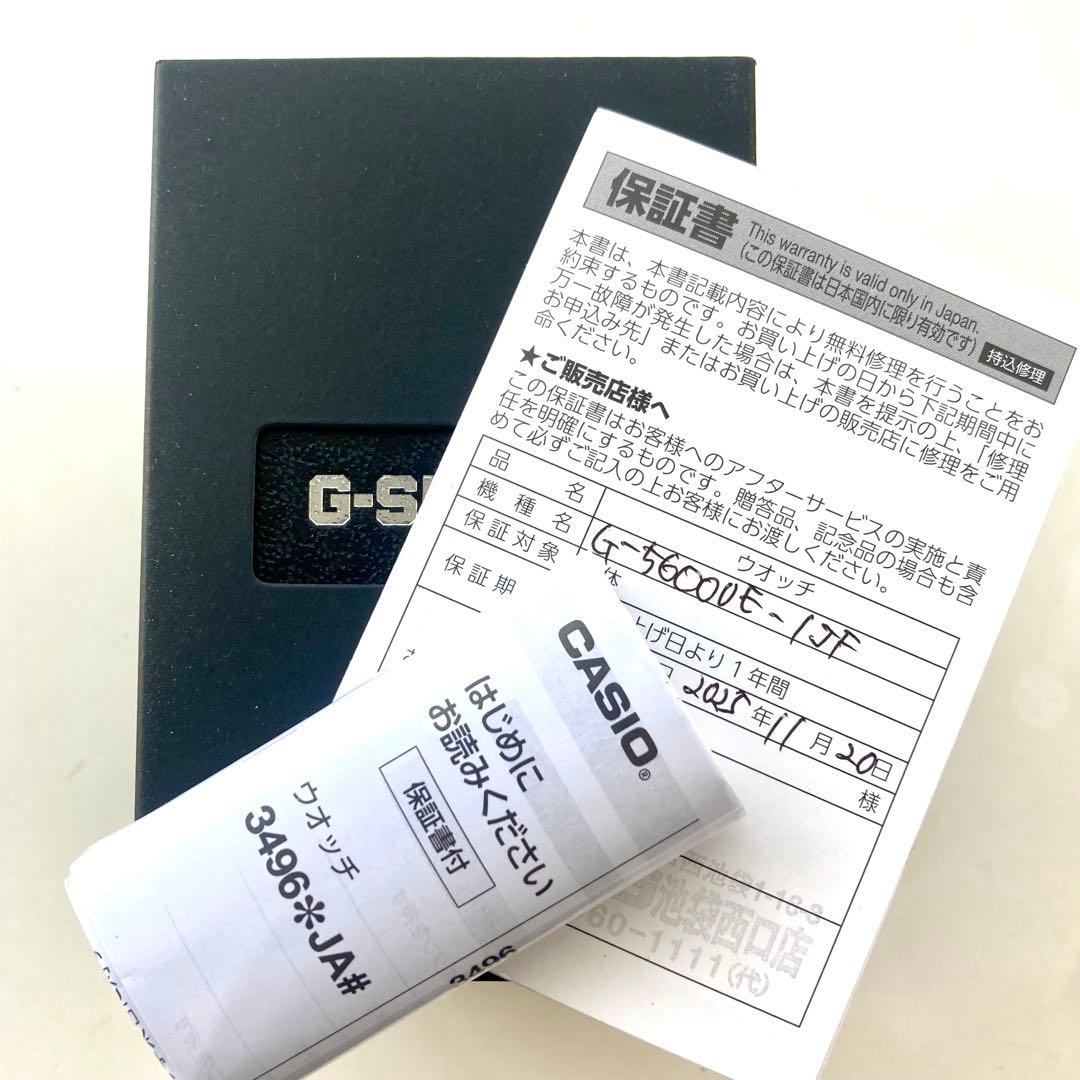 G-S
保証書
This warranty is valid only in Japan.
(この保証書は日本国内に限り有効です)
持込修理
本書は、本書記載内容により無料修理を行うことをお
約束するものです。お買い上げの日から下記期間中に
万一故障が発生した場合は、本書を提示の上、「修理
お申込み先」またはお買い上げの販売店に修理をご用
命ください。
★ご販売店様へ
この保証書はお客様へのアフターサービスの実施と責
任を明確にするものです。贈答品、記念品の場合も含
めて必ずご記入の上お客様にお渡しください。
品名 ウオッチ
機種名 G-5600UE-1JF
保証対象 体
保証期 上げ日より1年間
日 2025年11月20日
様
西池袋1-18-8
池袋西口店
60-1111(代)
CASIO®
はじめに
お読みください
保証書付
ウオッチ
3496✻JA#
3496